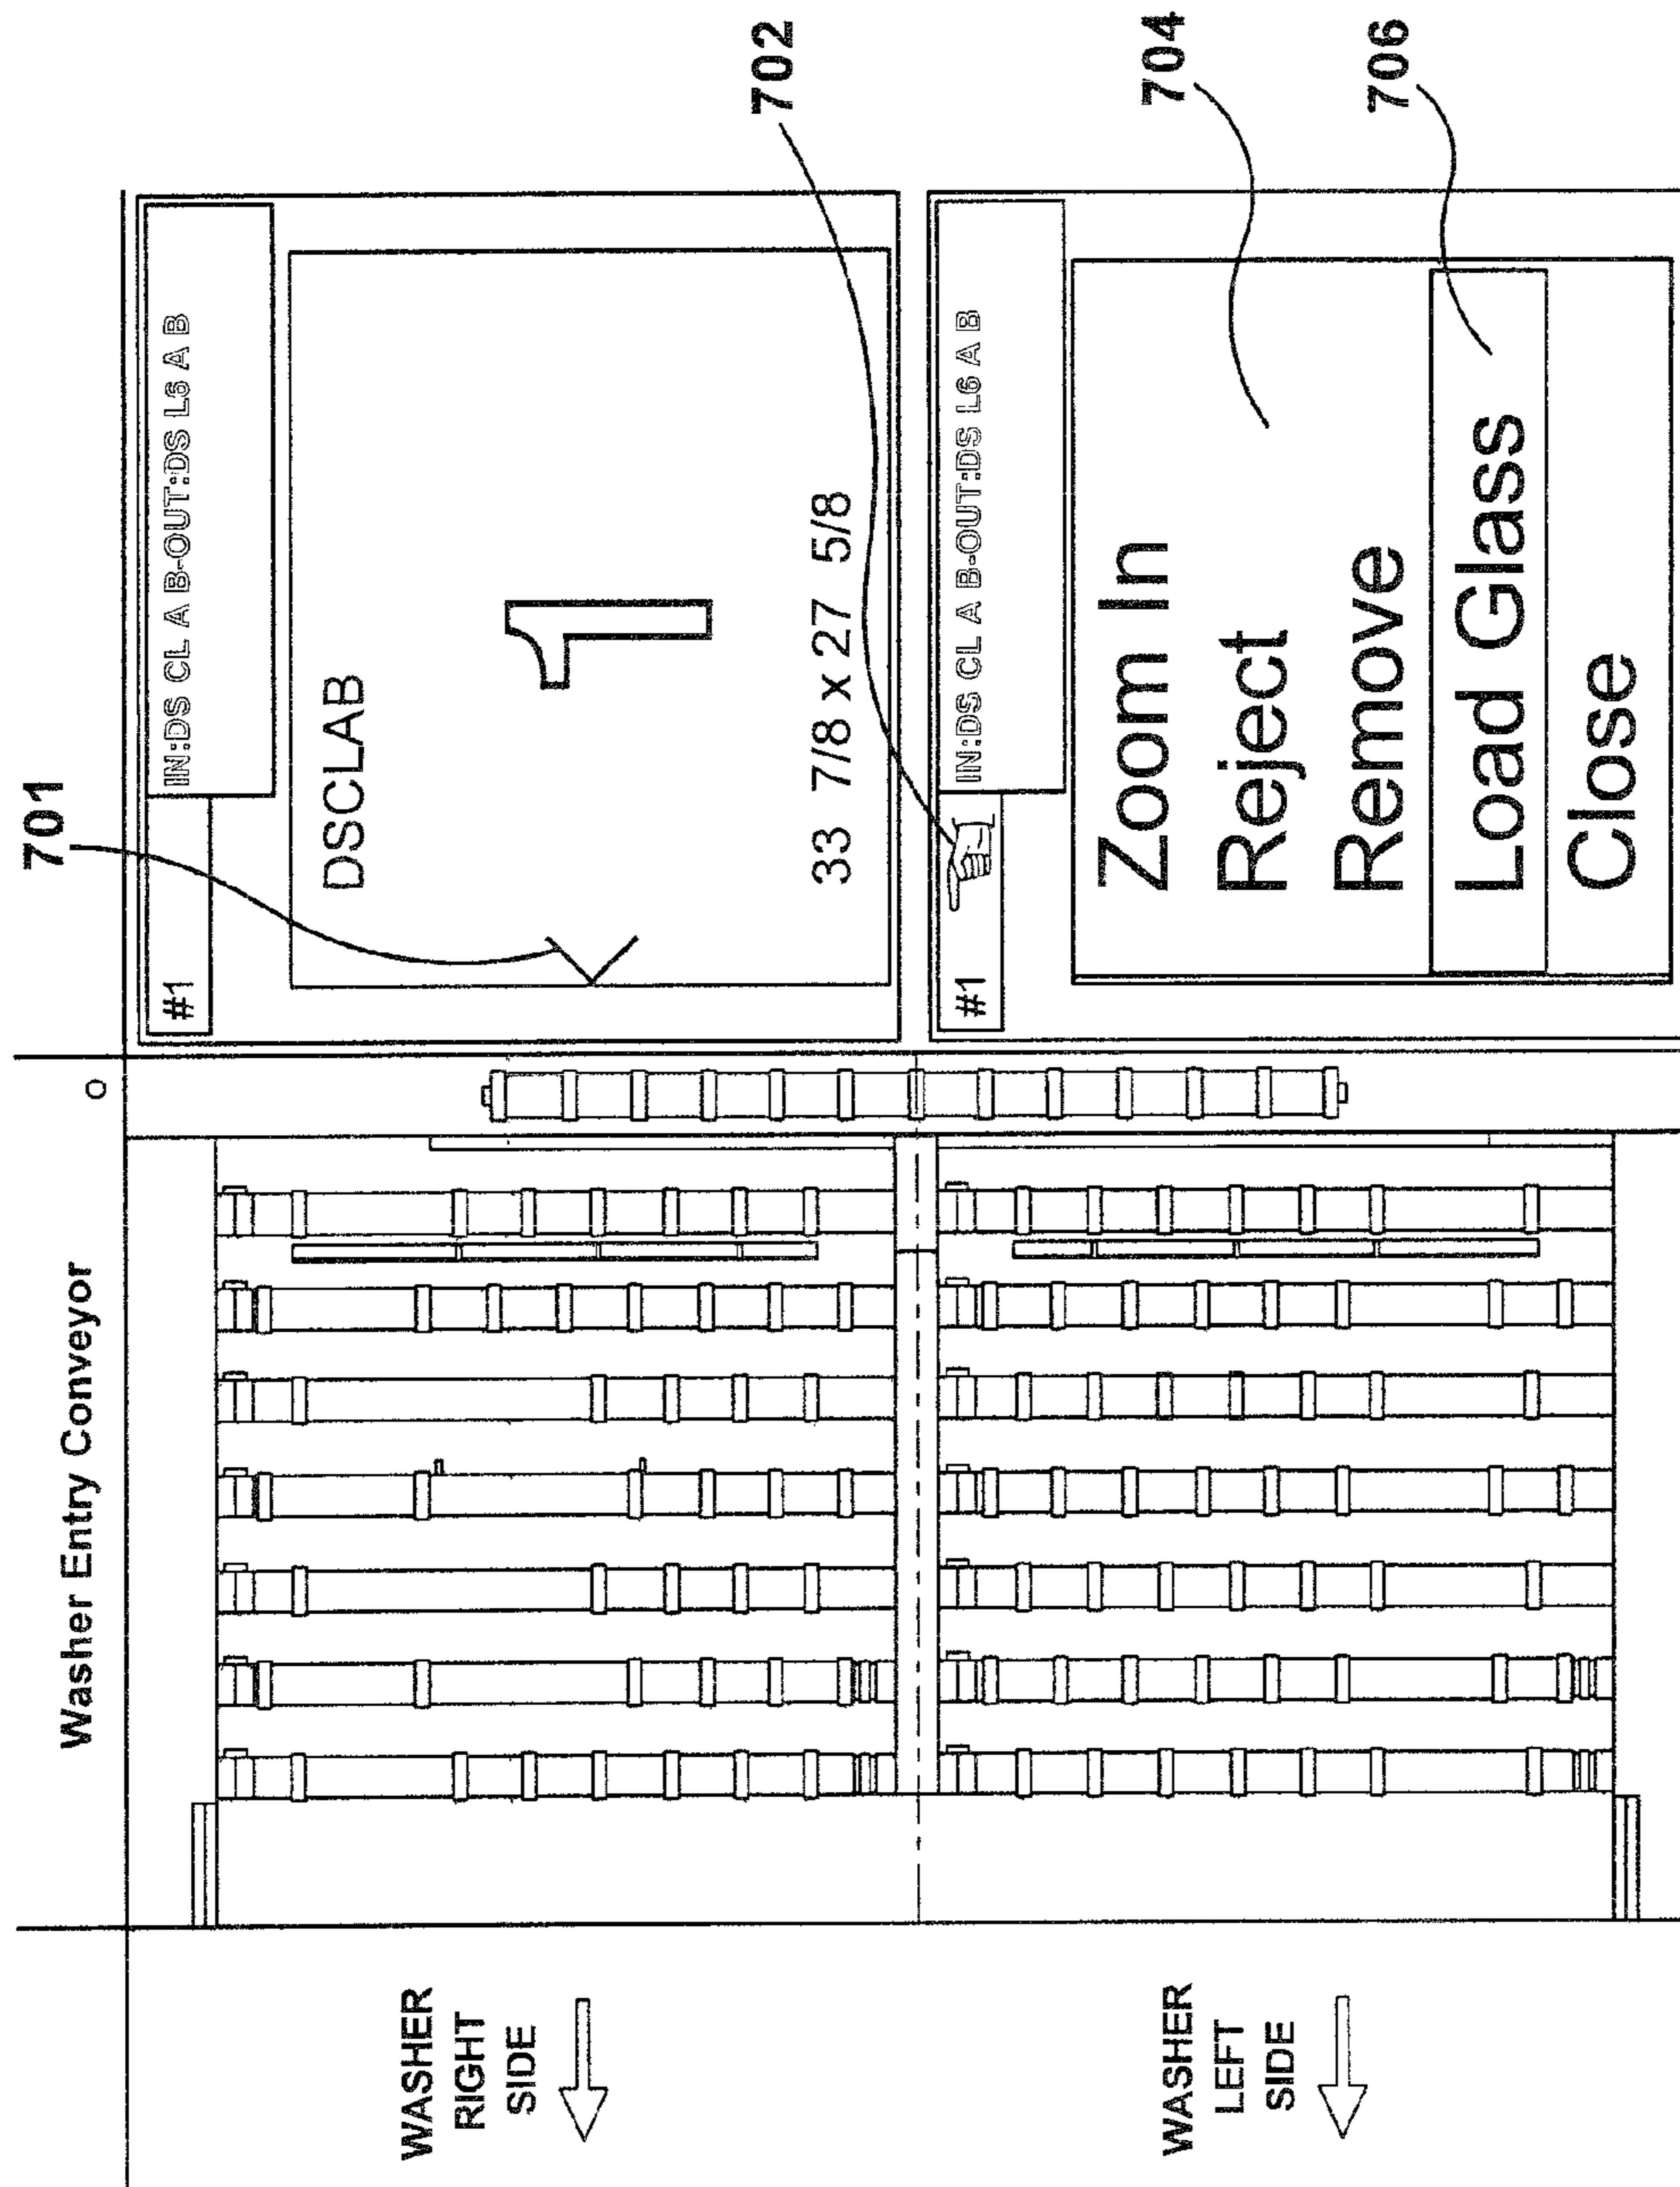 Washer Entry Conveyor
WASHER
RIGHT
SIDE
WASHER
LEFT
SIDE
701
#1
IN:DS CL A B-OUT:DS L6 A B
DSCLAB
1
33 7/8 x 27 5/8
702
#1
IN:DS CL A B-OUT:DS L6 A B
Zoom In
Reject
Remove
Load Glass
Close
704
706